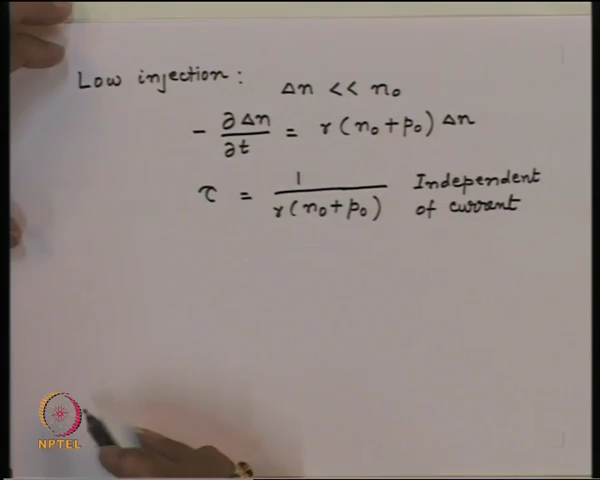 Low injection : Δn << n₀
- ∂Δn/∂t = r(n₀+p₀) Δn
τ = 1/r(n₀+p₀) Independent of current
NPTEL